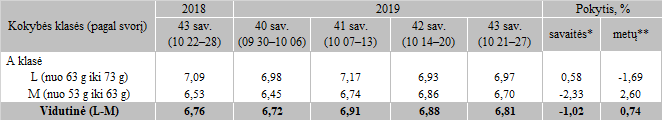 Kokybės klasės (pagal svorį) 2018 2019 Pokytis, %
43 sav. (10 22–28) 40 sav. (09 30–10 06) 41 sav. (10 07–13) 42 sav. (10 14–20) 43 sav. (10 21–27) savaitės* metų**
A klasė
L (nuo 63 g iki 73 g) 7,09 6,98 7,17 6,93 6,97 0,58 -1,69
M (nuo 53 g iki 63 g) 6,53 6,45 6,74 6,86 6,70 -2,33 2,60
Vidutinė (L-M) 6,76 6,72 6,91 6,88 6,81 -1,02 0,74